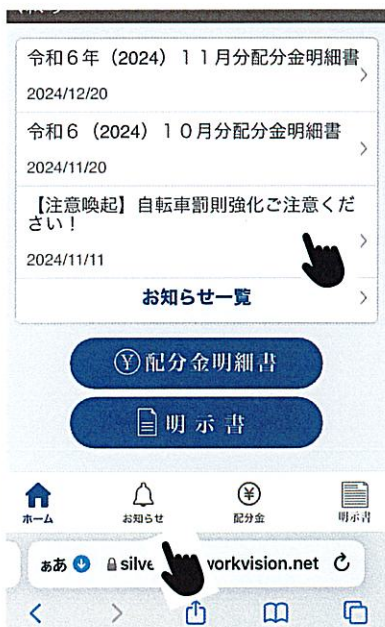 令和６年（2024）１１月分配分金明細書
2024/12/20
令和６（2024）１０月分配分金明細書
2024/11/20
【注意喚起】自転車罰則強化ご注意くだ
さい！
2024/11/11
お知らせ一覧
配分金明細書
明示書
ホーム
お知らせ
配分金
明示書
ああ silve vorkvision.net